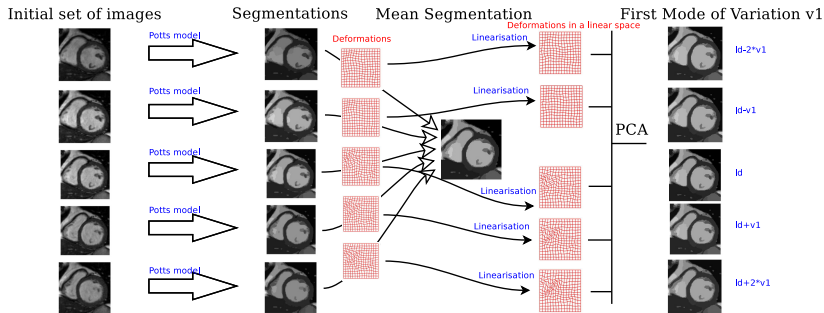 Initial set of images
Segmentations
Mean Segmentation
First Mode of Variation v1
Deformations in a linear space
Potts model
Deformations
Linearisation
Id-2*v1
Potts model
Linearisation
Id-v1
PCA
Potts model
Linearisation
Id
Potts model
Linearisation
Id+v1
Potts model
Linearisation
Id+2*v1